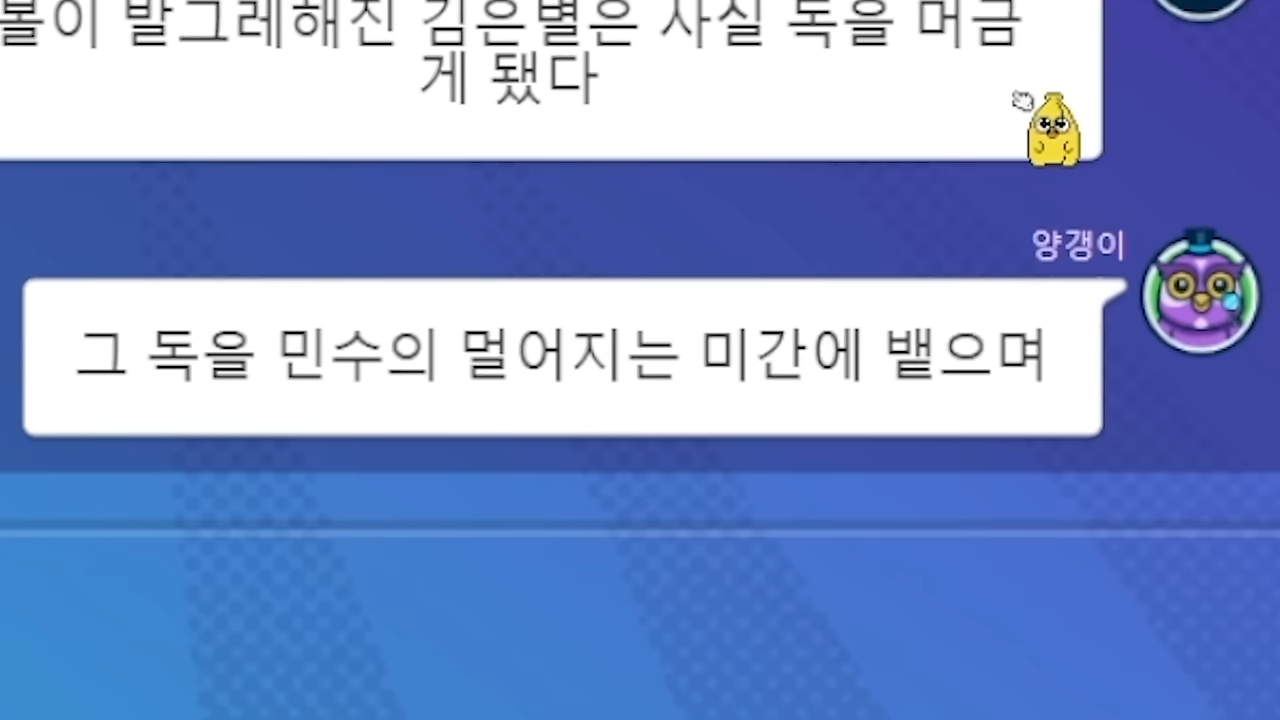 볼이 발그레해진 김은별은 사실 독을 머금
게 됐다
양갱이
그 독을 민수의 멀어지는 미간에 뱉으며